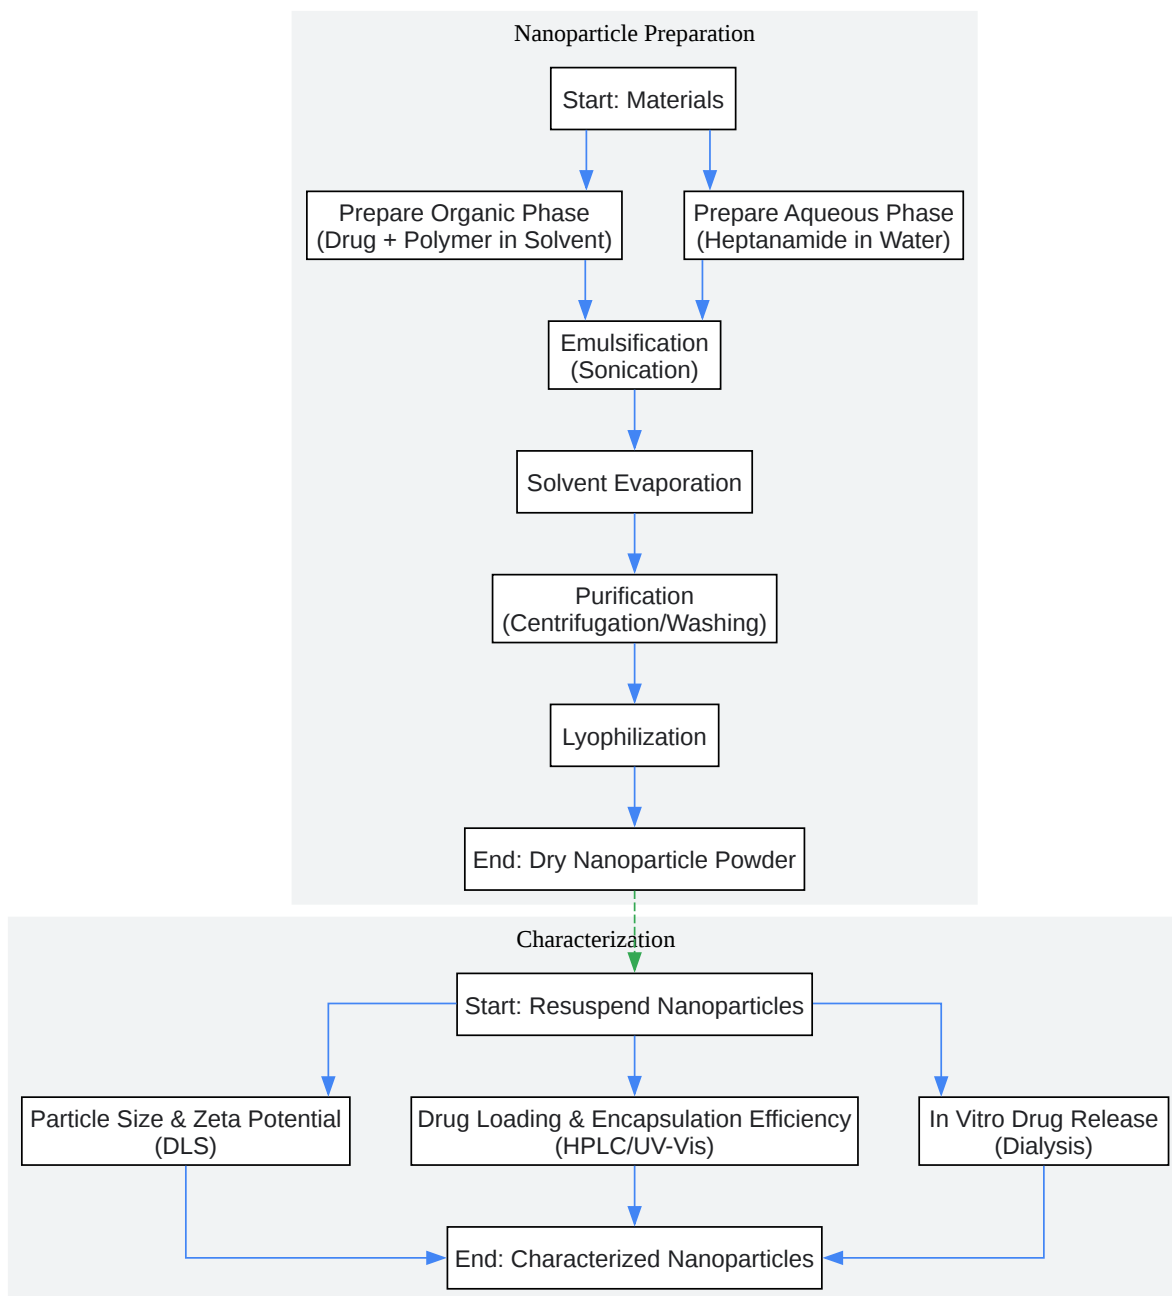 Nanoparticle Preparation
Start: Materials
Prepare Organic Phase
(Drug + Polymer in Solvent)
Prepare Aqueous Phase
(Heptanamide in Water)
Emulsification
(Sonication)
Solvent Evaporation
Purification
(Centrifugation/Washing)
Lyophilization
End: Dry Nanoparticle Powder
Characterization
Start: Resuspend Nanoparticles
Particle Size & Zeta Potential
(DLS)
Drug Loading & Encapsulation Efficiency
(HPLC/UV-Vis)
In Vitro Drug Release
(Dialysis)
End: Characterized Nanoparticles